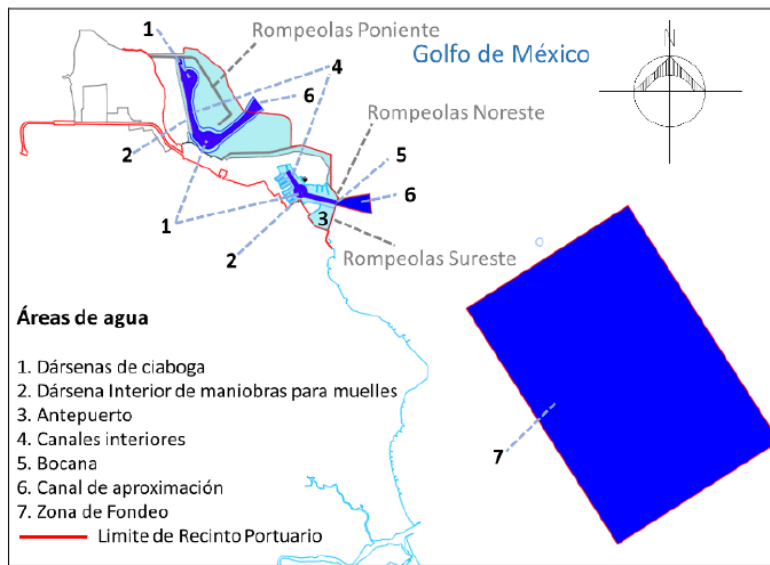 1
Rompeolas Poniente
Golfo de México
N
4
6
Rompeolas Noreste
2
5
6
1
3
2
Rompeolas Sureste
Áreas de agua
1. Dársenas de ciaboga
2. Dársena Interior de maniobras para muelles
3. Antepuerto
4. Canales interiores
5. Bocana
6. Canal de aproximación
7. Zona de Fondeo
Limite de Recinto Portuario
7